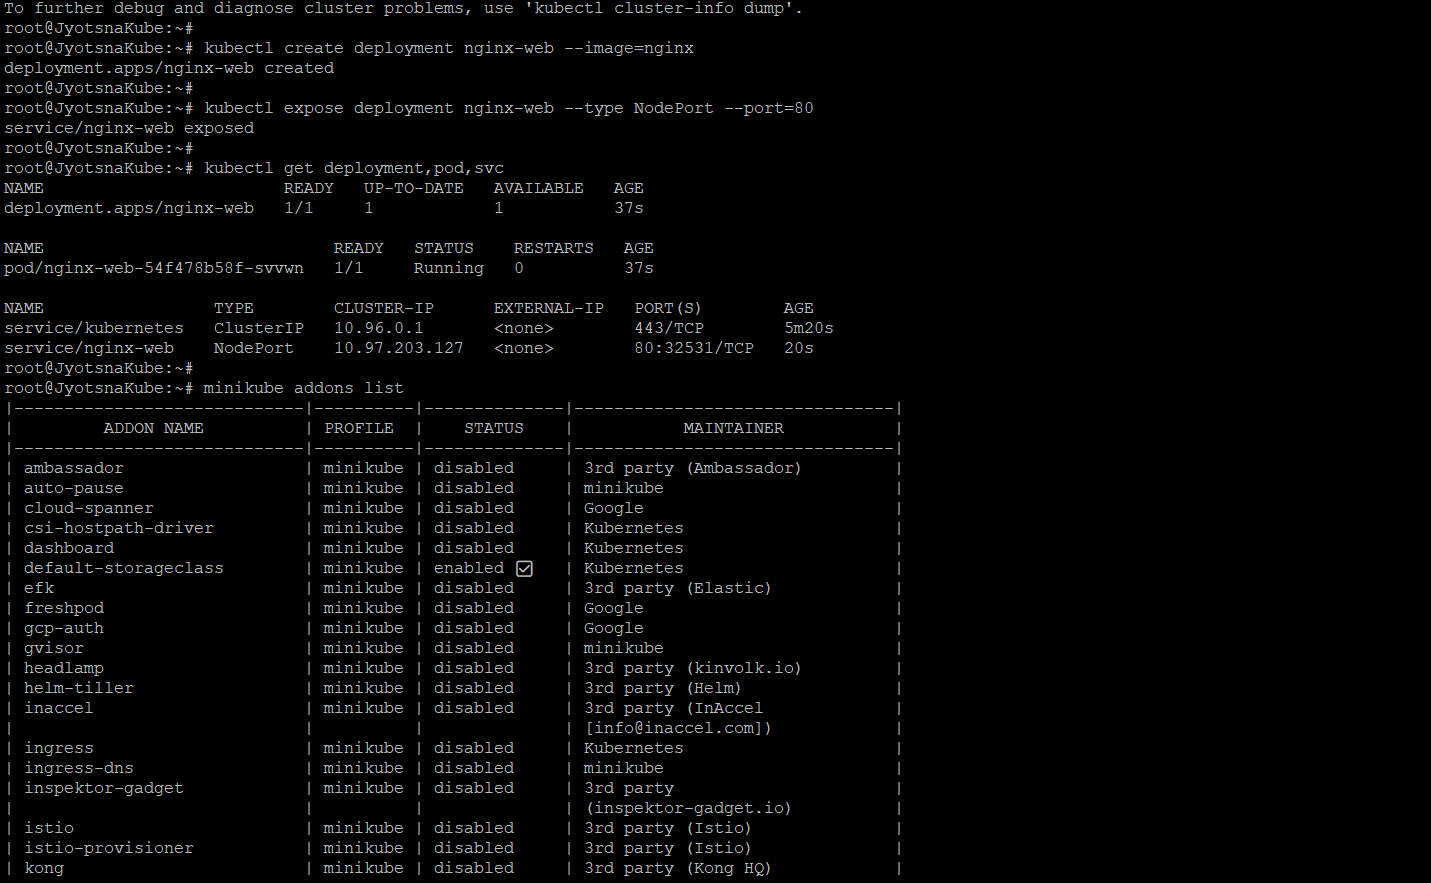 To further debug and diagnose cluster problems, use 'kubectl cluster-info dump'.
root@JyotsnaKube:~#
root@JyotsnaKube:~# kubectl create deployment nginx-web --image=nginx
deployment.apps/nginx-web created
root@JyotsnaKube:~#
root@JyotsnaKube:~# kubectl expose deployment nginx-web --type NodePort --port=80
service/nginx-web exposed
root@JyotsnaKube:~#
root@JyotsnaKube:~# kubectl get deployment,pod,svc
NAME                        READY   UP-TO-DATE   AVAILABLE   AGE
deployment.apps/nginx-web   1/1     1            1           37s

NAME                             READY   STATUS    RESTARTS   AGE
pod/nginx-web-54f478b58f-svvwn   1/1     Running   0          37s

NAME                 TYPE        CLUSTER-IP      EXTERNAL-IP   PORT(S)        AGE
service/kubernetes   ClusterIP   10.96.0.1       <none>        443/TCP        5m20s
service/nginx-web    NodePort    10.97.203.127   <none>        80:32531/TCP   20s
root@JyotsnaKube:~#
root@JyotsnaKube:~# minikube addons list
|-----------------------------|----------|--------------|--------------------------------|
|         ADDON NAME          | PROFILE  |    STATUS    |           MAINTAINER           |
|-----------------------------|----------|--------------|--------------------------------|
| ambassador                  | minikube | disabled     | 3rd party (Ambassador)         |
| auto-pause                  | minikube | disabled     | minikube                       |
| cloud-spanner               | minikube | disabled     | Google                         |
| csi-hostpath-driver         | minikube | disabled     | Kubernetes                     |
| dashboard                   | minikube | disabled     | Kubernetes                     |
| default-storageclass        | minikube | enabled ☑    | Kubernetes                     |
| efk                         | minikube | disabled     | 3rd party (Elastic)            |
| freshpod                    | minikube | disabled     | Google                         |
| gcp-auth                    | minikube | disabled     | Google                         |
| gvisor                      | minikube | disabled     | minikube                       |
| headlamp                    | minikube | disabled     | 3rd party (kinvolk.io)         |
| helm-tiller                 | minikube | disabled     | 3rd party (Helm)               |
| inaccel                     | minikube | disabled     | 3rd party (InAccel             |
|                             |          |              | [info@inaccel.com])            |
| ingress                     | minikube | disabled     | Kubernetes                     |
| ingress-dns                 | minikube | disabled     | minikube                       |
| inspektor-gadget            | minikube | disabled     | 3rd party                      |
|                             |          |              | (inspektor-gadget.io)          |
| istio                       | minikube | disabled     | 3rd party (Istio)              |
| istio-provisioner           | minikube | disabled     | 3rd party (Istio)              |
| kong                        | minikube | disabled     | 3rd party (Kong HQ)            |